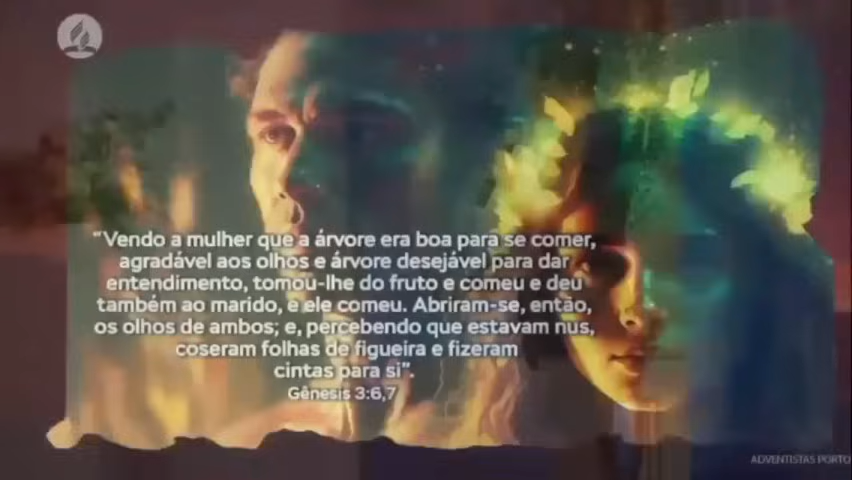 “Vendo a mulher que a árvore era boa para se comer,
agradável aos olhos e árvore desejável para dar
entendimento, tomou-lhe do fruto e comeu e deu
também ao marido, e ele comeu. Abriram-se, então,
os olhos de ambos; e, percebendo que estavam nus,
coseram folhas de figueira e fizeram
cintas para si”.
Gênesis 3:6,7
ADVENTISTAS PORTO